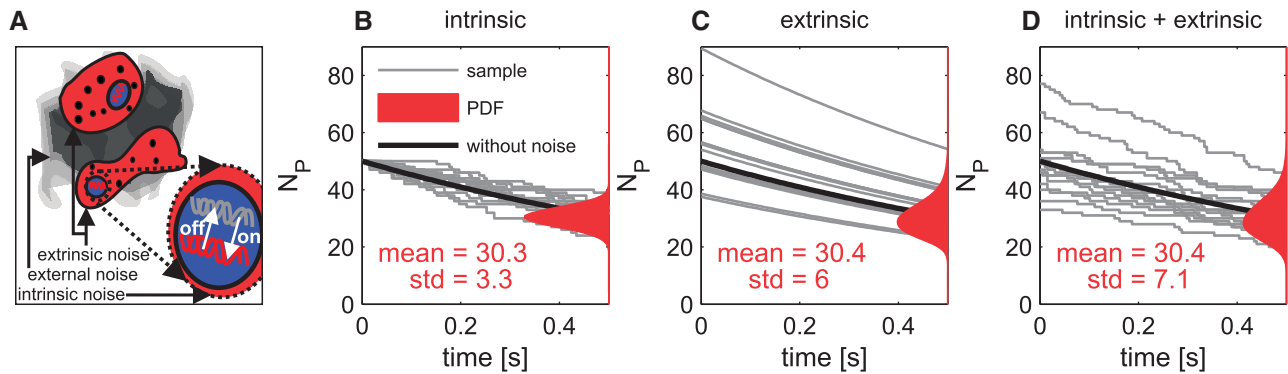 A
off
on
extrinsic noise
external noise
intrinsic noise
B
intrinsic
N_P
80
60
40
20
0
sample
PDF
without noise
mean = 30.3
std = 3.3
0
0.2
0.4
time [s]
C
extrinsic
N_P
80
60
40
20
0
mean = 30.4
std = 6
0
0.2
0.4
time [s]
D
intrinsic + extrinsic
N_P
80
60
40
20
0
mean = 30.4
std = 7.1
0
0.2
0.4
time [s]